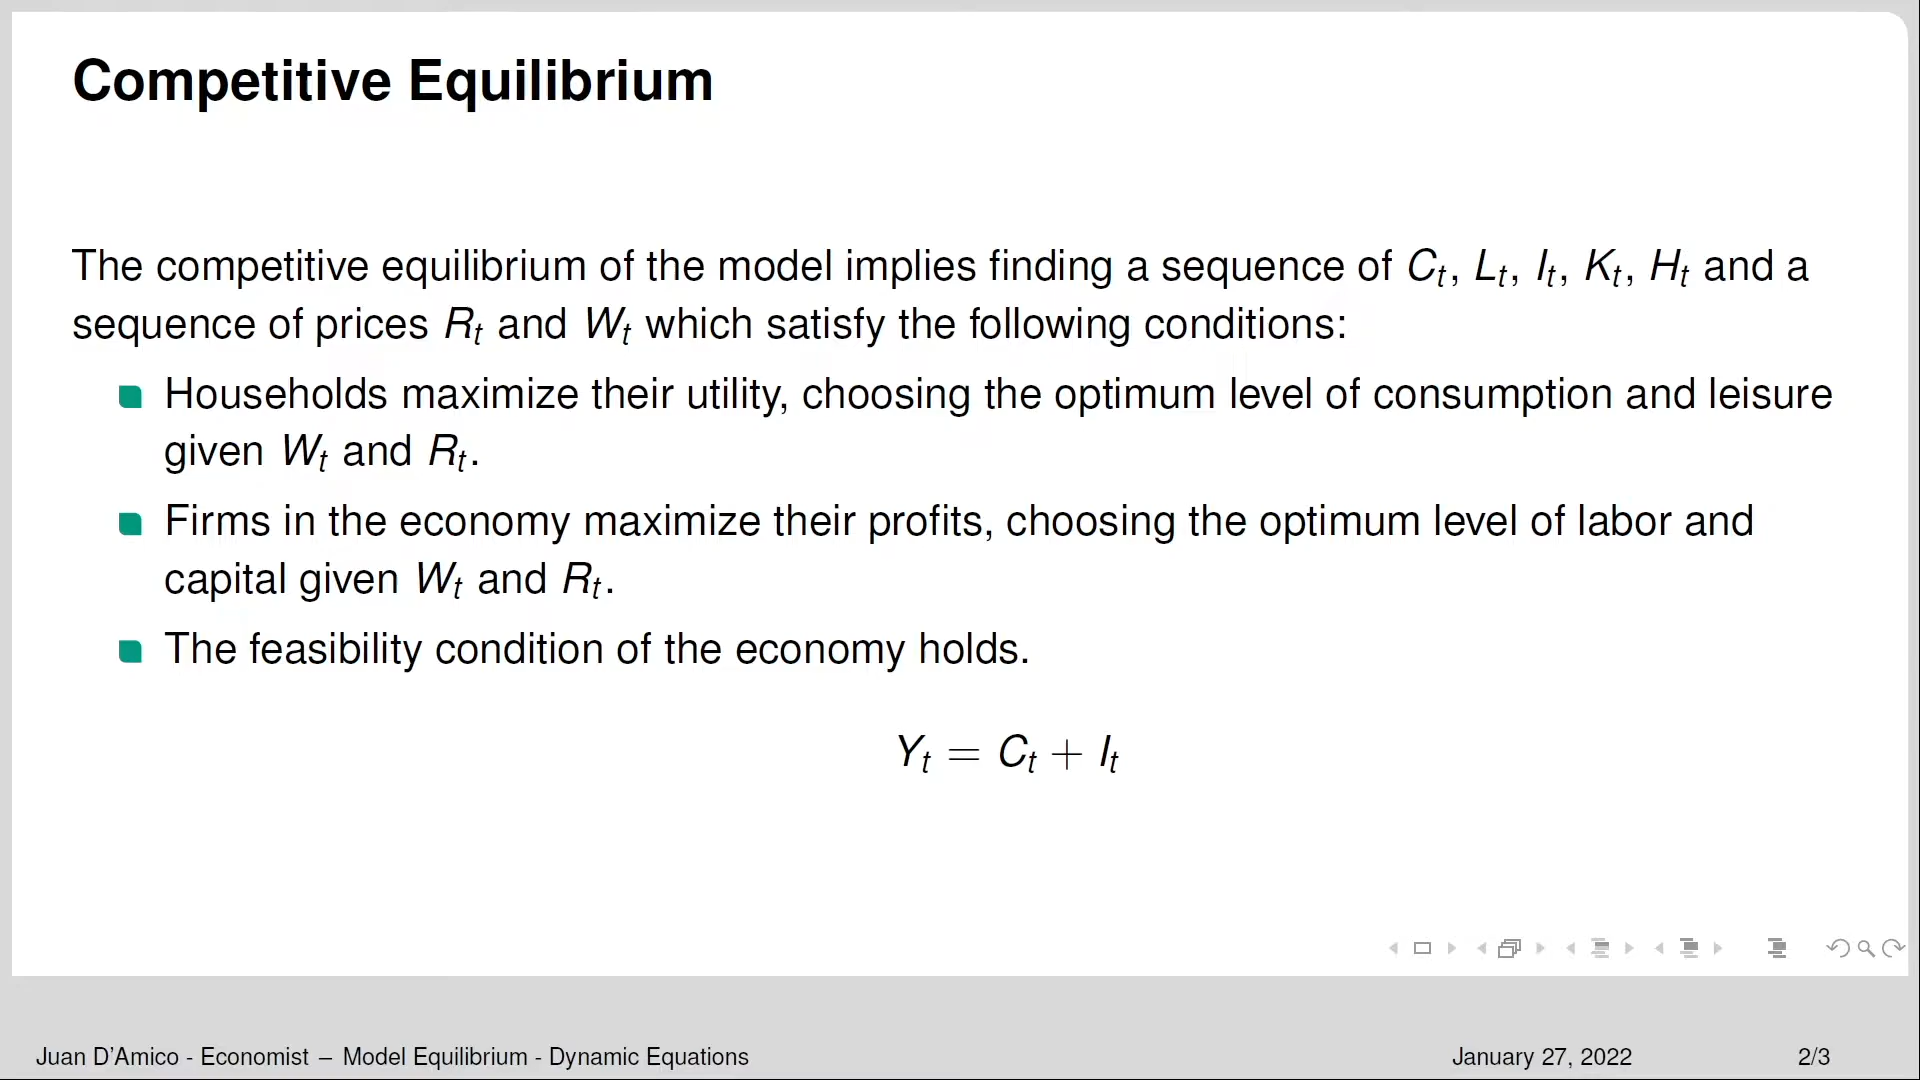 Competitive Equilibrium
The competitive equilibrium of the model implies finding a sequence of Cₜ, Lₜ, Iₜ, Kₜ, Hₜ and a
sequence of prices Rₜ and Wₜ which satisfy the following conditions:
Households maximize their utility, choosing the optimum level of consumption and leisure
given Wₜ and Rₜ.
Firms in the economy maximize their profits, choosing the optimum level of labor and
capital given Wₜ and Rₜ.
The feasibility condition of the economy holds.
Yₜ = Cₜ + Iₜ
Juan D'Amico - Economist – Model Equilibrium - Dynamic Equations January 27, 2022 2/3